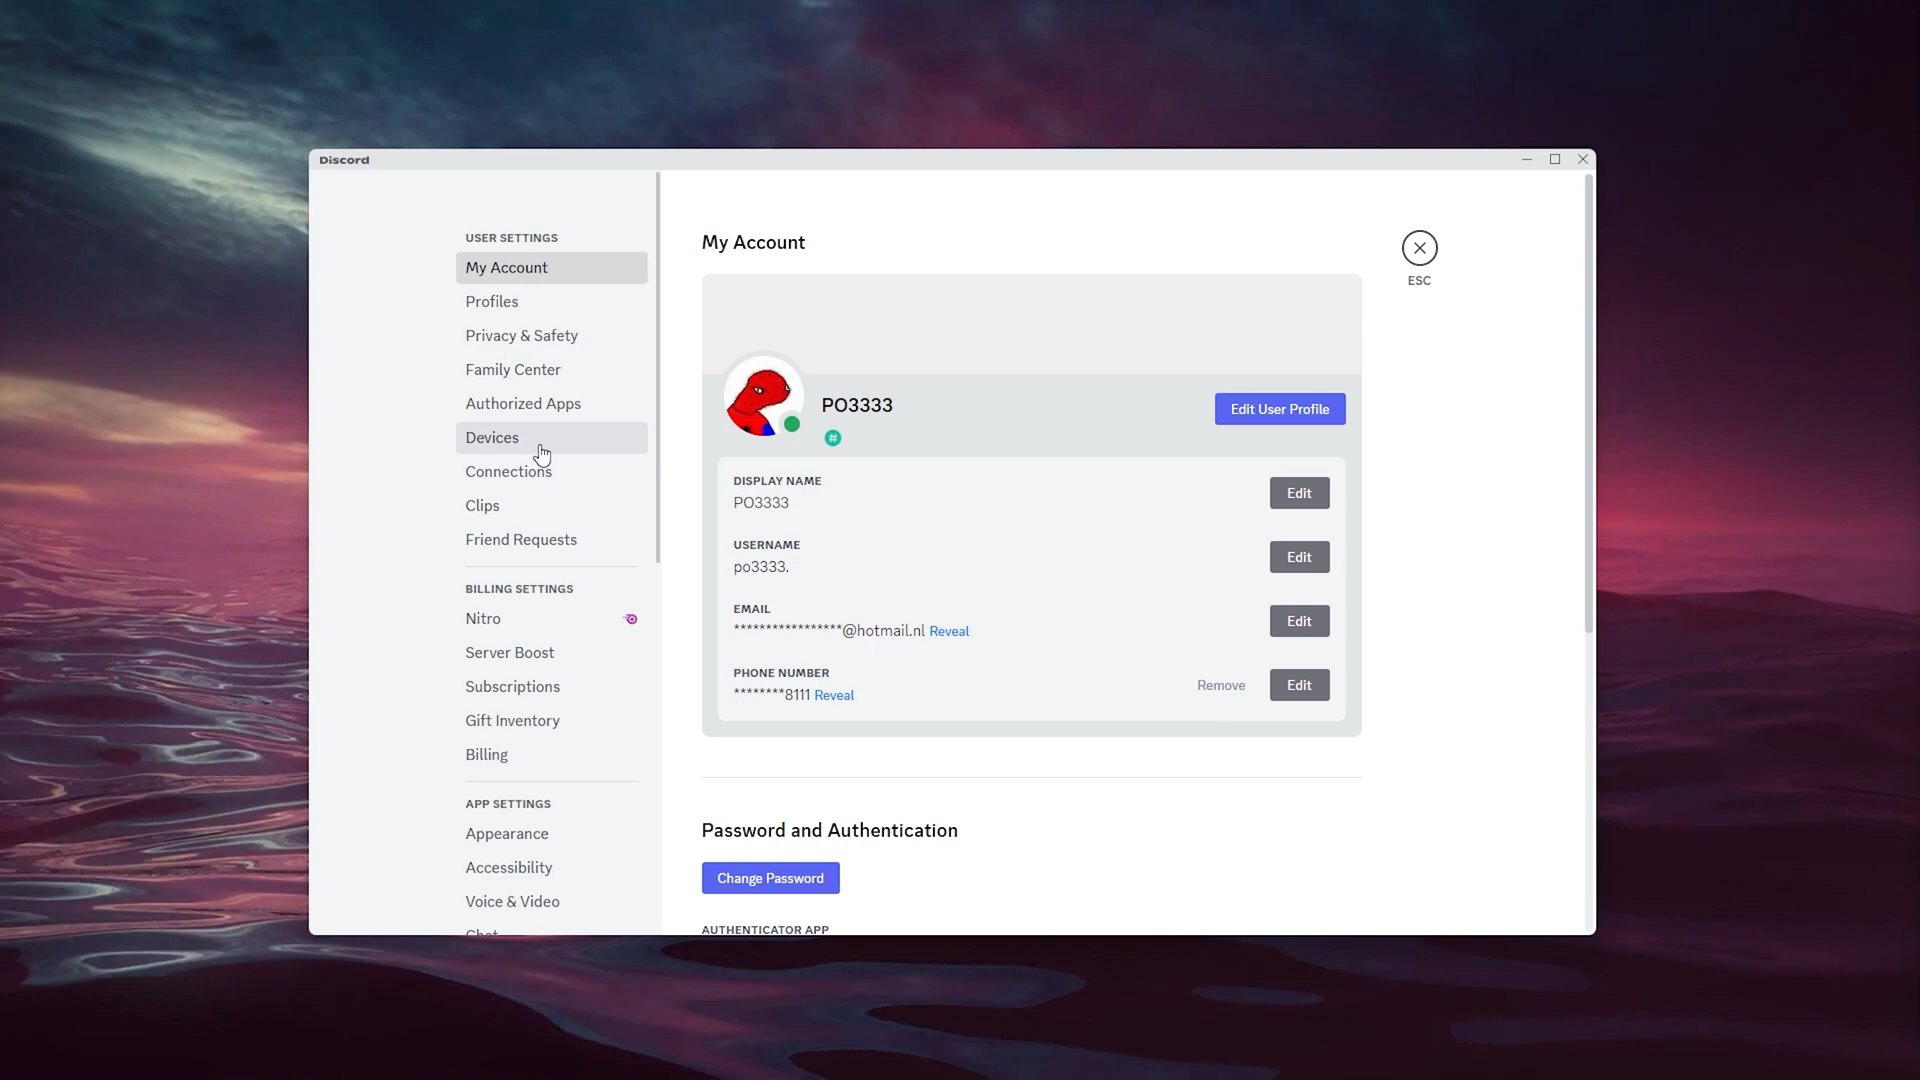 Discord
USER SETTINGS
My Account
Profiles
Privacy & Safety
Family Center
Authorized Apps
Devices
Connections
Clips
Friend Requests
BILLING SETTINGS
Nitro
Server Boost
Subscriptions
Gift Inventory
Billing
APP SETTINGS
Appearance
Accessibility
Voice & Video
Chat
My Account
ESC
PO3333
Edit User Profile
#
DISPLAY NAME
PO3333
Edit
USERNAME
po3333.
Edit
EMAIL
*****************@hotmail.nl Reveal
Edit
PHONE NUMBER
********8111 Reveal
Remove
Edit
Password and Authentication
Change Password
AUTHENTICATOR APP